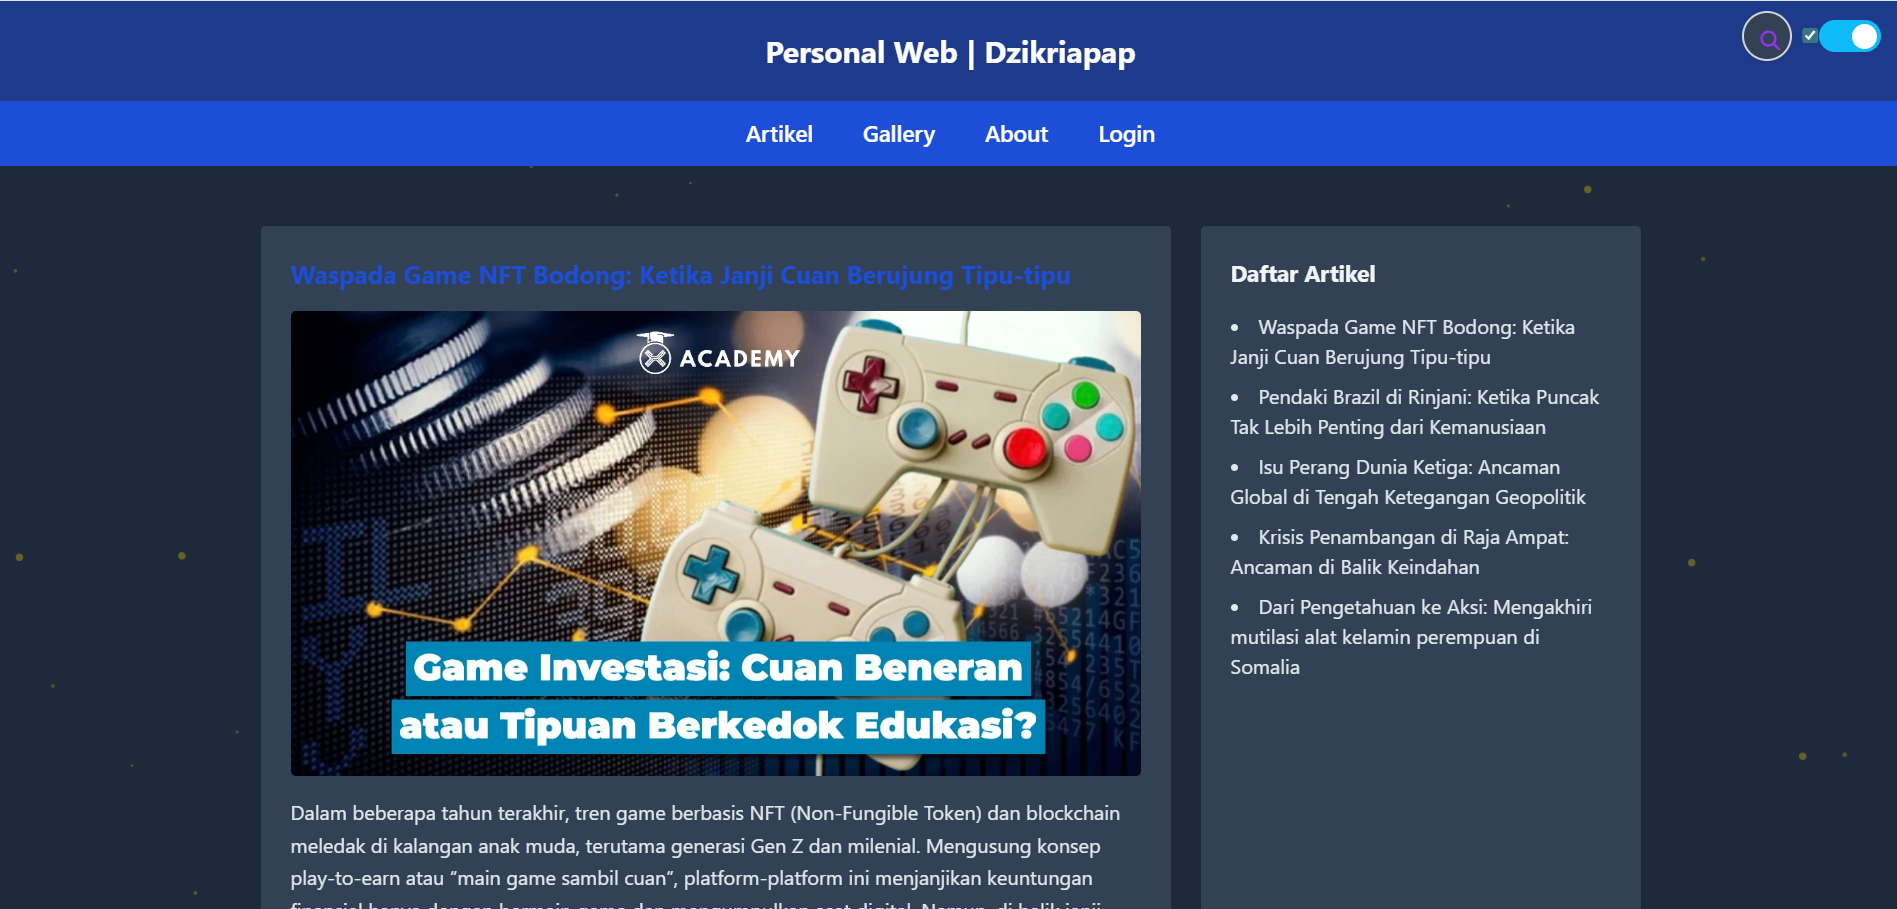 Personal Web | Dzikriapap
Artikel
Gallery
About
Login
Waspada Game NFT Bodong: Ketika Janji Cuan Berujung Tipu-tipu
ACADEMY
Game Investasi: Cuan Beneran
atau Tipuan Berkedok Edukasi?
Dalam beberapa tahun terakhir, tren game berbasis NFT (Non-Fungible Token) dan blockchain
meledak di kalangan anak muda, terutama generasi Gen Z dan milenial. Mengusung konsep
play-to-earn atau “main game sambil cuan”, platform-platform ini menjanjikan keuntungan
Daftar Artikel
• Waspada Game NFT Bodong: Ketika
Janji Cuan Berujung Tipu-tipu
• Pendaki Brazil di Rinjani: Ketika Puncak
Tak Lebih Penting dari Kemanusiaan
• Isu Perang Dunia Ketiga: Ancaman
Global di Tengah Ketegangan Geopolitik
• Krisis Penambangan di Raja Ampat:
Ancaman di Balik Keindahan
• Dari Pengetahuan ke Aksi: Mengakhiri
mutilasi alat kelamin perempuan di
Somalia